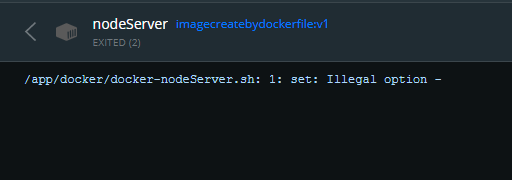 nodeServer imagecreatebydockerfile:v1
EXITED (2)
/app/docker/docker-nodeServer.sh: 1: set: Illegal option -